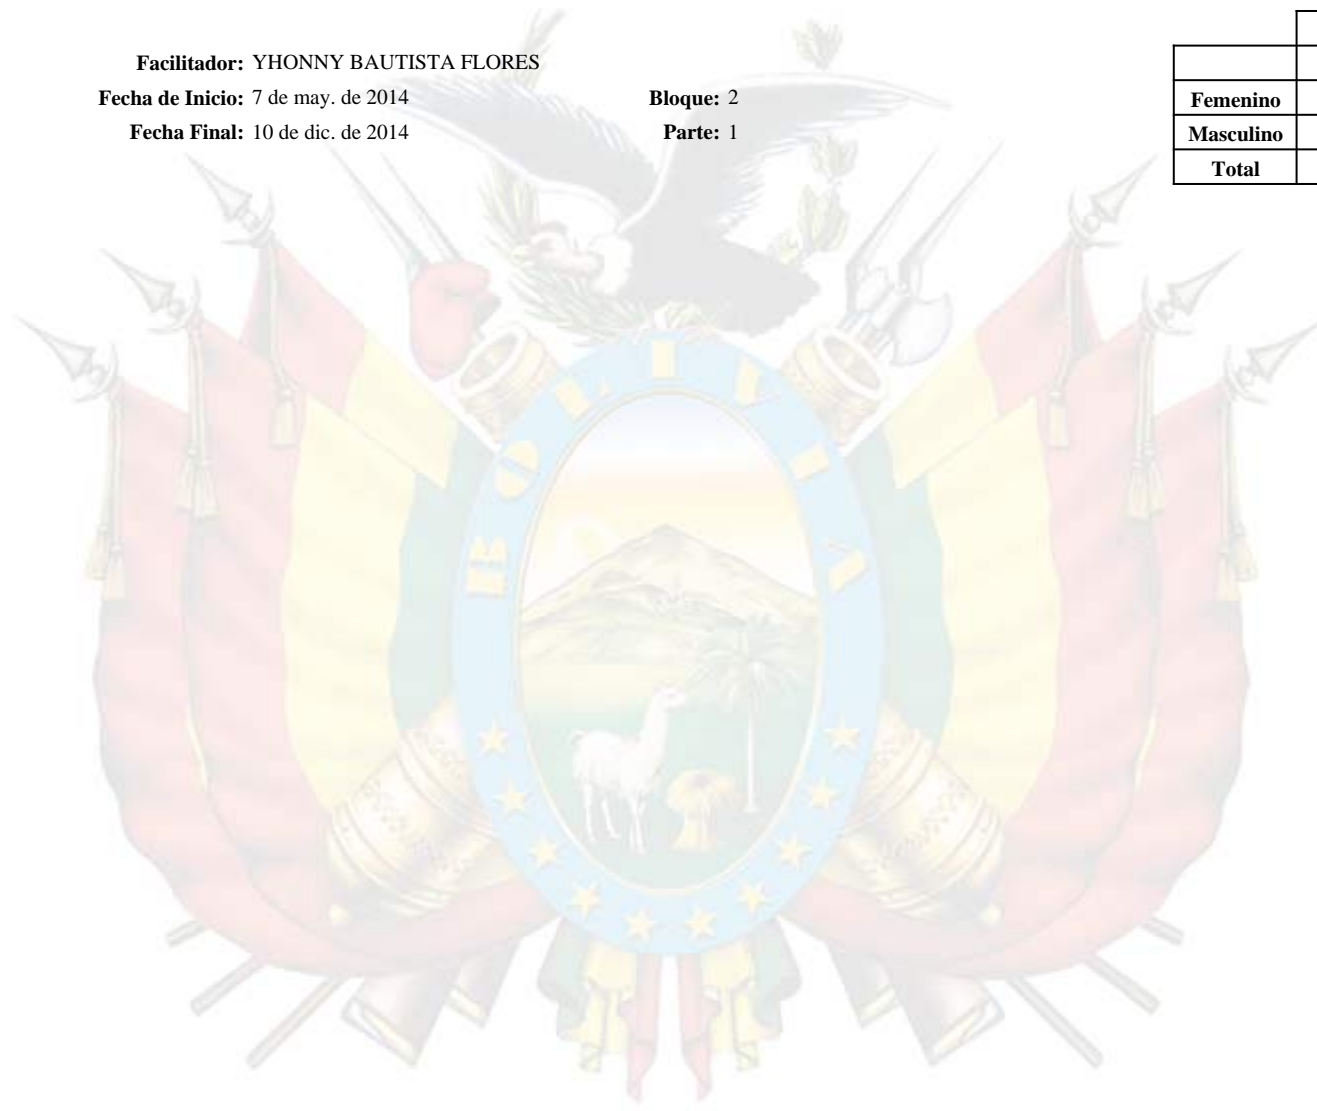 Facilitador: YHONNY BAUTISTA FLORES
Fecha de Inicio: 7 de may. de 2014 Bloque: 2
Fecha Final: 10 de dic. de 2014 Parte: 1
Femenino
Masculino
Total
BOLIVIA